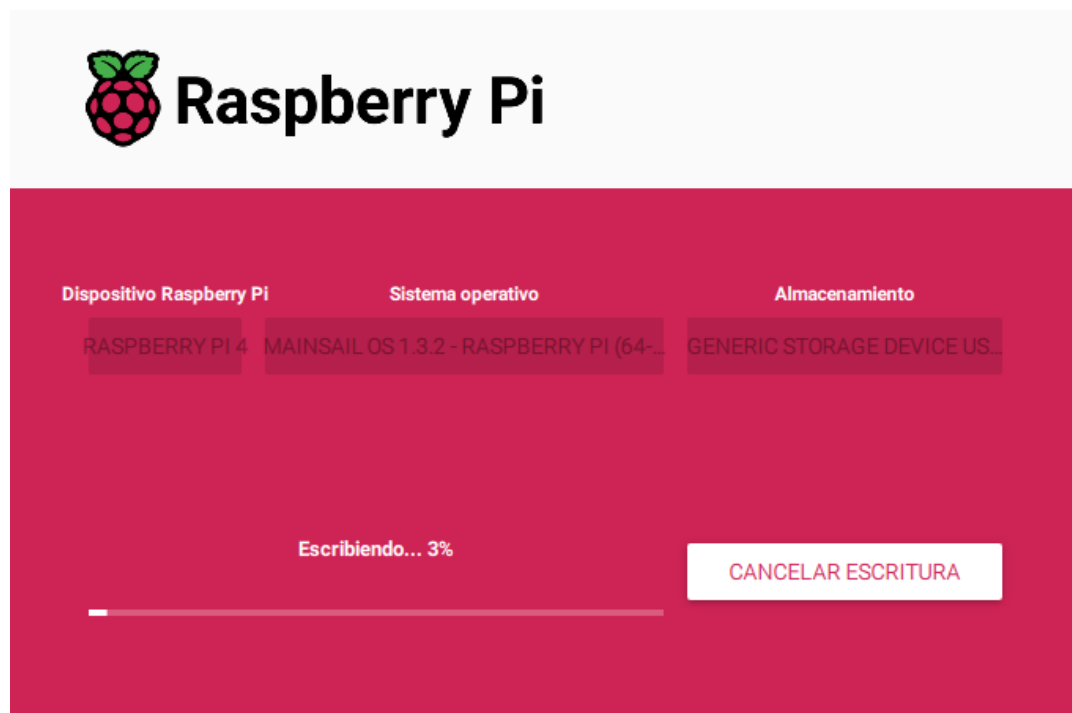 Raspberry Pi
Dispositivo Raspberry Pi
Sistema operativo
Almacenamiento
RASPBERRY PI 4
MAINSAIL OS 1.3.2 - RASPBERRY PI (64-...
GENERIC STORAGE DEVICE US...
Escribiendo... 3%
CANCELAR ESCRITURA